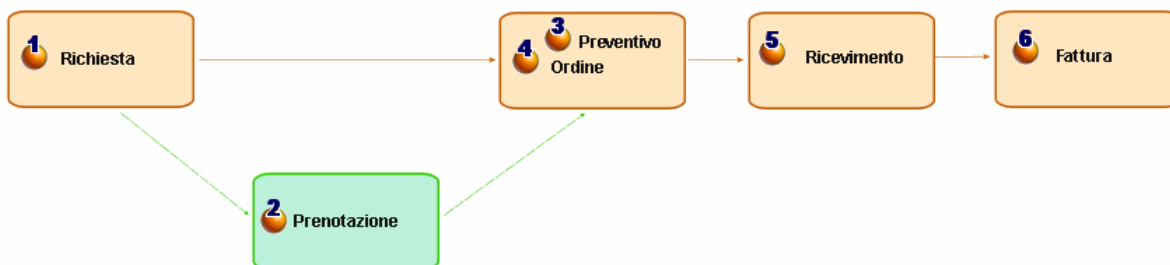 1 Richiesta
3 Preventivo
4 Ordine
5 Ricevimento
6 Fattura
2 Prenotazione